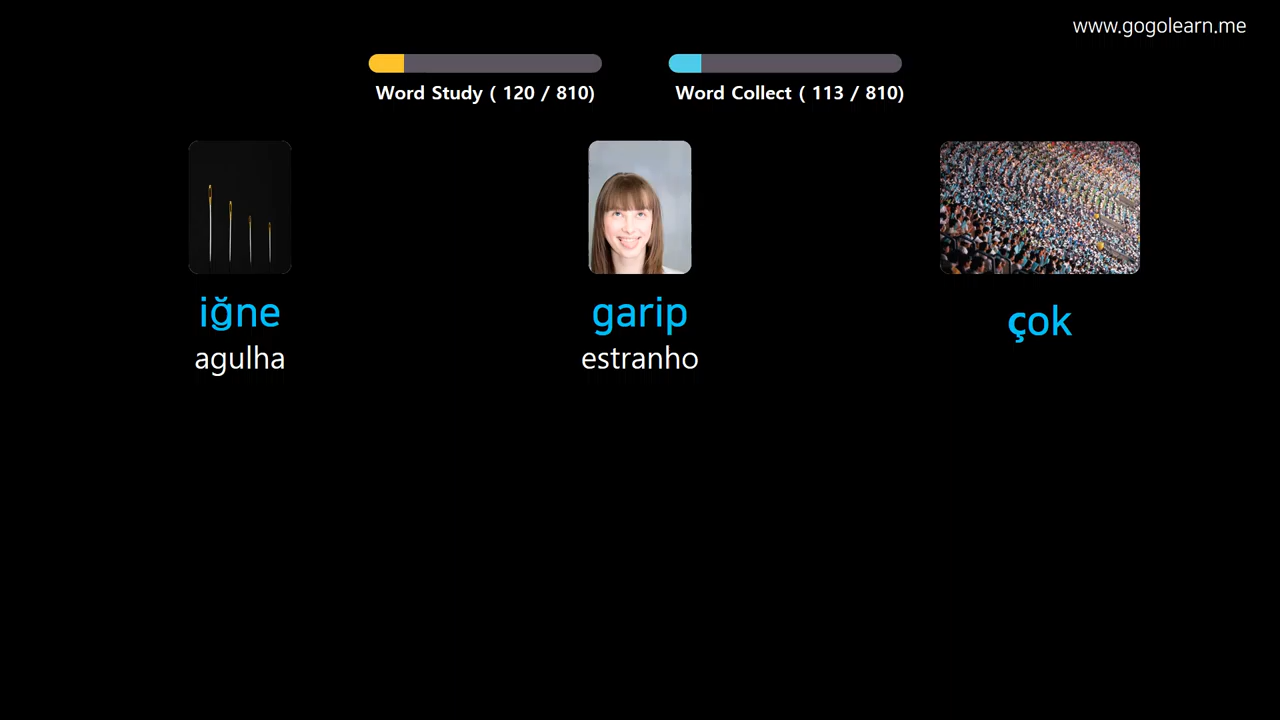 www.gogolearn.me
Word Study ( 120 / 810)
Word Collect ( 113 / 810)
iğne
agulha
garip
estranho
çok